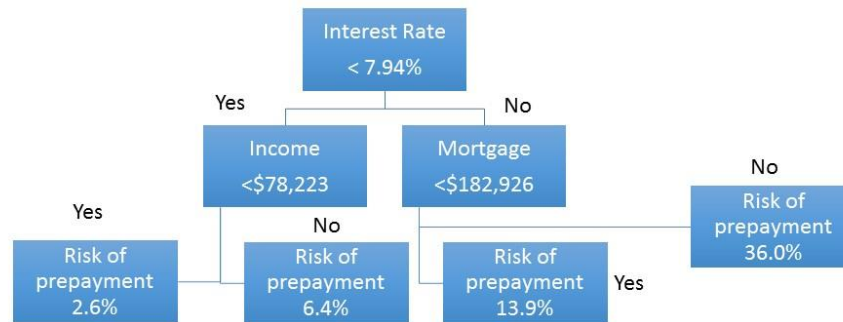 Interest Rate
< 7.94%
Yes
No
Income
<$78,223
Mortgage
<$182,926
No
Risk of
prepayment
36.0%
Yes
No
Risk of
prepayment
2.6%
Risk of
prepayment
6.4%
Risk of
prepayment
13.9%
Yes